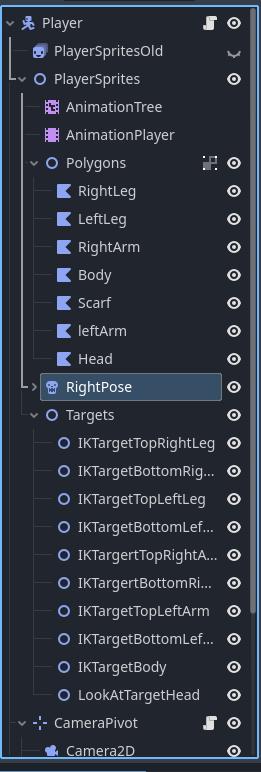 Player
PlayerSpritesOld
PlayerSprites
AnimationTree
AnimationPlayer
Polygons
RightLeg
LeftLeg
RightArm
Body
Scarf
leftArm
Head
RightPose
Targets
IKTargetTopRightLeg
IKTargetBottomRig...
IKTargetTopLeftLeg
IKTargetBottomLef...
IKTargertTopRightA...
IKTargertBottomRi...
IKTargetTopLeftArm
IKTargetBottomLef...
IKTargetBody
LookAtTargetHead
CameraPivot
Camera2D